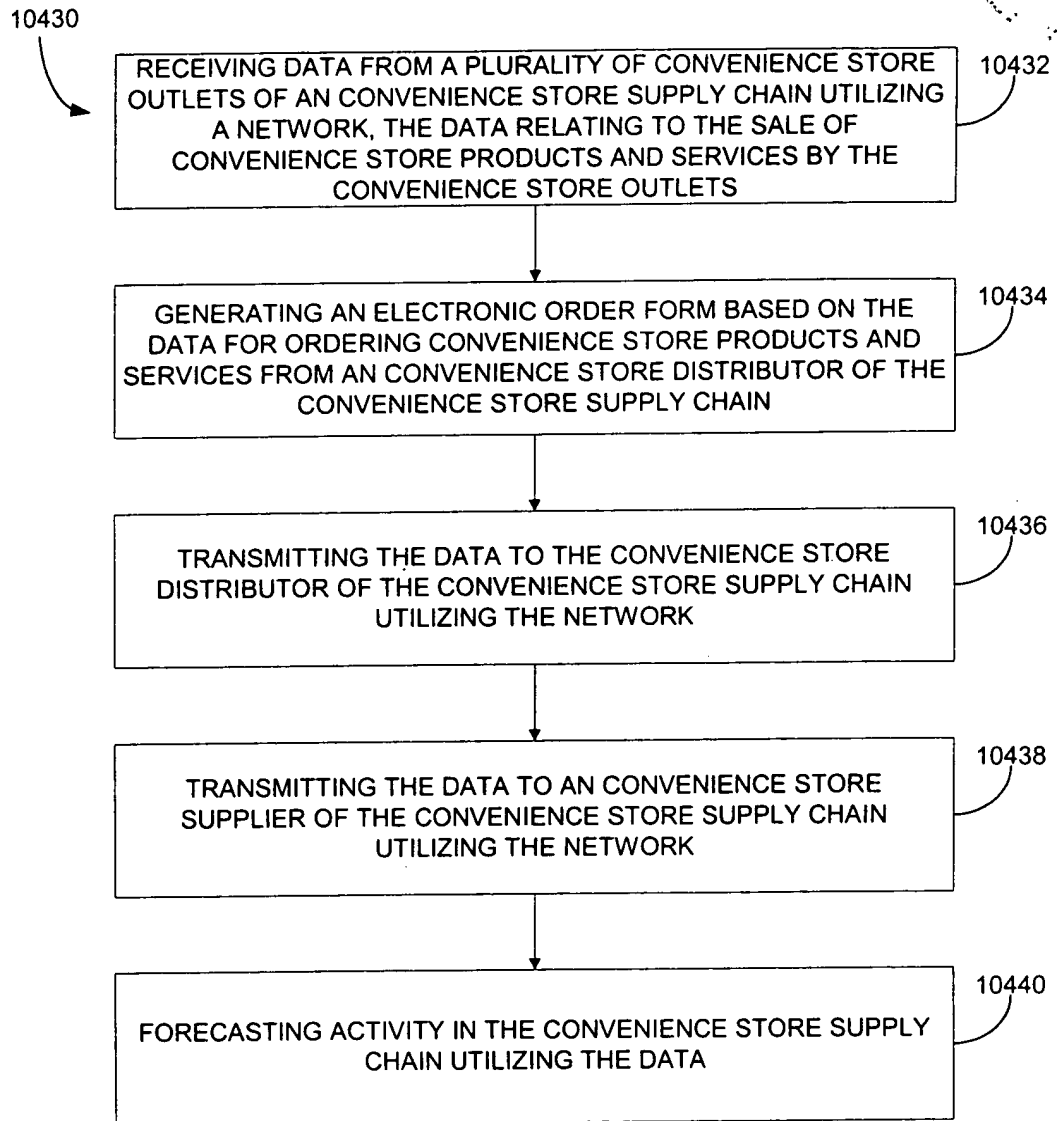 10430
RECEIVING DATA FROM A PLURALITY OF CONVENIENCE STORE
OUTLETS OF AN CONVENIENCE STORE SUPPLY CHAIN UTILIZING
A NETWORK, THE DATA RELATING TO THE SALE OF
CONVENIENCE STORE PRODUCTS AND SERVICES BY THE
CONVENIENCE STORE OUTLETS
10432
GENERATING AN ELECTRONIC ORDER FORM BASED ON THE
DATA FOR ORDERING CONVENIENCE STORE PRODUCTS AND
SERVICES FROM AN CONVENIENCE STORE DISTRIBUTOR OF THE
CONVENIENCE STORE SUPPLY CHAIN
10434
TRANSMITTING THE DATA TO THE CONVENIENCE STORE
DISTRIBUTOR OF THE CONVENIENCE STORE SUPPLY CHAIN
UTILIZING THE NETWORK
10436
TRANSMITTING THE DATA TO AN CONVENIENCE STORE
SUPPLIER OF THE CONVENIENCE STORE SUPPLY CHAIN
UTILIZING THE NETWORK
10438
FORECASTING ACTIVITY IN THE CONVENIENCE STORE SUPPLY
CHAIN UTILIZING THE DATA
10440